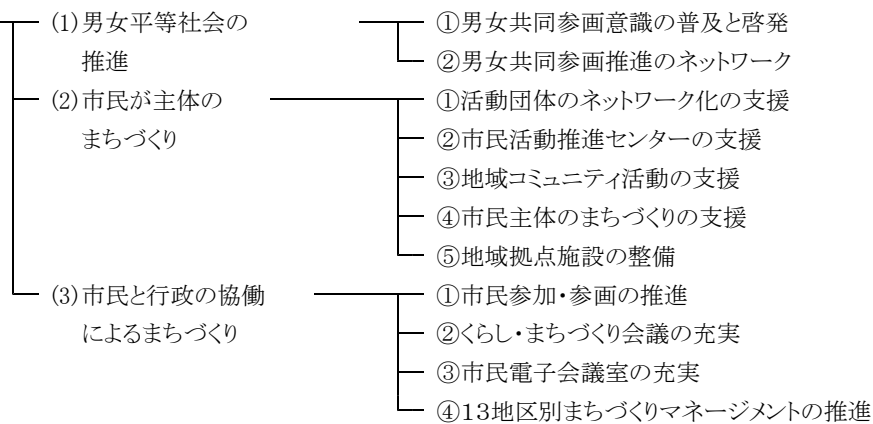 (1)男女平等社会の
推進
①男女共同参画意識の普及と啓発
②男女共同参画推進のネットワーク
(2)市民が主体の
まちづくり
①活動団体のネットワーク化の支援
②市民活動推進センターの支援
③地域コミュニティ活動の支援
④市民主体のまちづくりの支援
⑤地域拠点施設の整備
(3)市民と行政の協働
によるまちづくり
①市民参加・参画の推進
②くらし・まちづくり会議の充実
③市民電子会議室の充実
④13地区別まちづくりマネージメントの推進